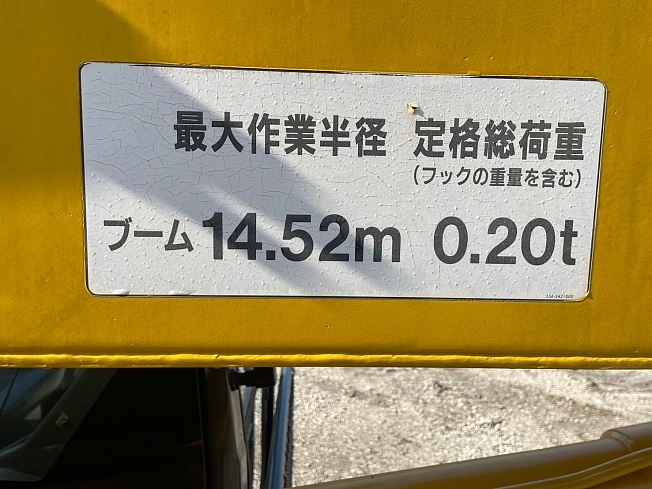 最大作業半径 定格総荷重
(フックの重量を含む)
ブーム 14.52m 0.20t